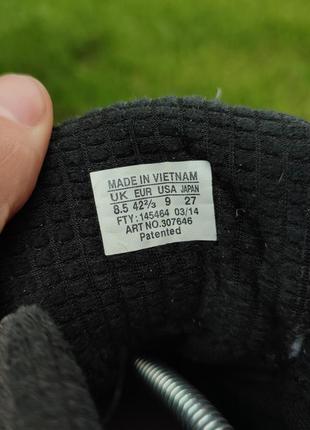 MADE IN VIETNAM
UK EUR USA JAPAN
8.5 42⅔ 9 27
FTY: 145464 03/14
ART NO.307646
Patented